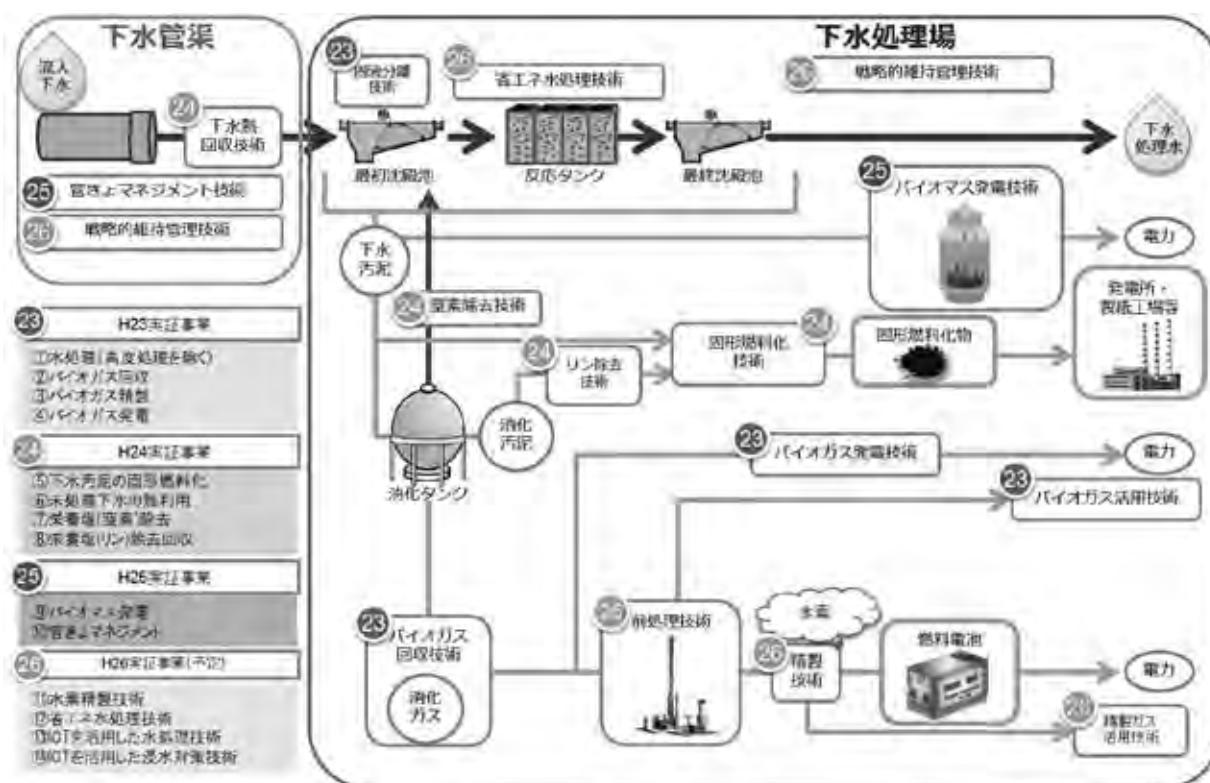 下水管渠
流入
下水
24
下水熱
回収技術
25
管きょマネジメント技術
26
戦略的維持管理技術
下水処理場
23
固液分離
技術
26
省エネ水処理技術
26
戦略的維持管理技術
最初沈殿池
反応タンク
最終沈殿池
下水
処理水
25
バイオマス発電技術
電力
下水
汚泥
24
窒素除去技術
24
リン除去
技術
固形燃料化
技術
24
固形燃料化物
発電所・
製紙工場等
消化
汚泥
消化タンク
23
バイオガス発電技術
電力
23
バイオガス活用技術
23
バイオガス
回収技術
消化
ガス
前処理技術
水素
26
精製
技術
燃料電池
電力
精製ガス
活用技術
23
H23実証事業
①水処理(高度処理を除く)
②バイオガス回収
③バイオガス精製
④バイオガス発電
24
H24実証事業
⑤下水汚泥の固形燃料化
⑥未処理下水の熱利用
⑦栄養塩(窒素)除去
⑧栄養塩(リン)除去回収
25
H25実証事業
⑨バイオマス発電
⑩管きょマネジメント
26
H26実証事業(予定)
⑪水素精製技術
⑫省エネ水処理技術
⑬ICTを活用した水処理技術
⑭ICTを活用した浸水対策技術